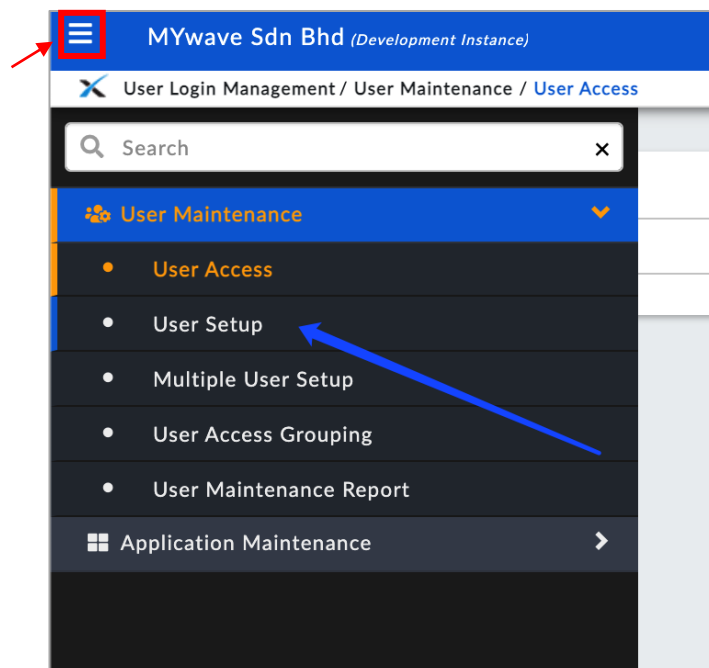 MYwave Sdn Bhd (Development Instance)
User Login Management / User Maintenance / User Access
Search
User Maintenance
User Access
User Setup
Multiple User Setup
User Access Grouping
User Maintenance Report
Application Maintenance